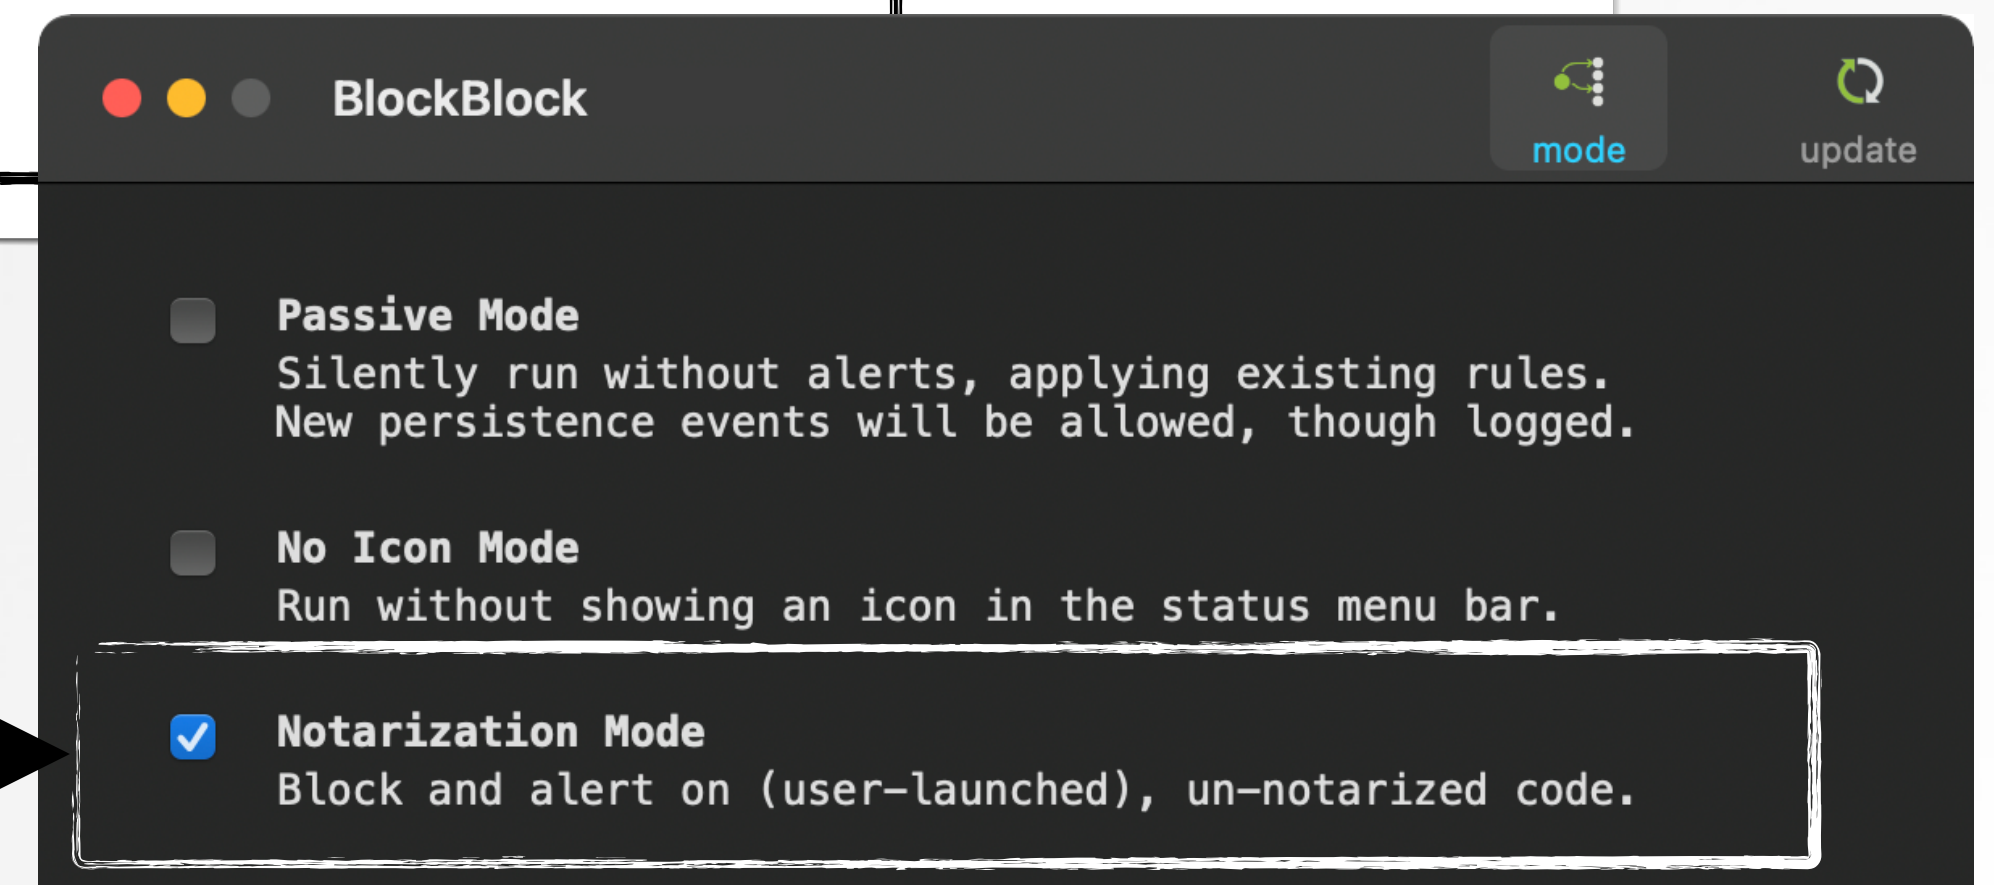 BlockBlock
mode
update
Passive Mode
Silently run without alerts, applying existing rules.
New persistence events will be allowed, though logged.
No Icon Mode
Run without showing an icon in the status menu bar.
Notarization Mode
Block and alert on (user-launched), un-notarized code.